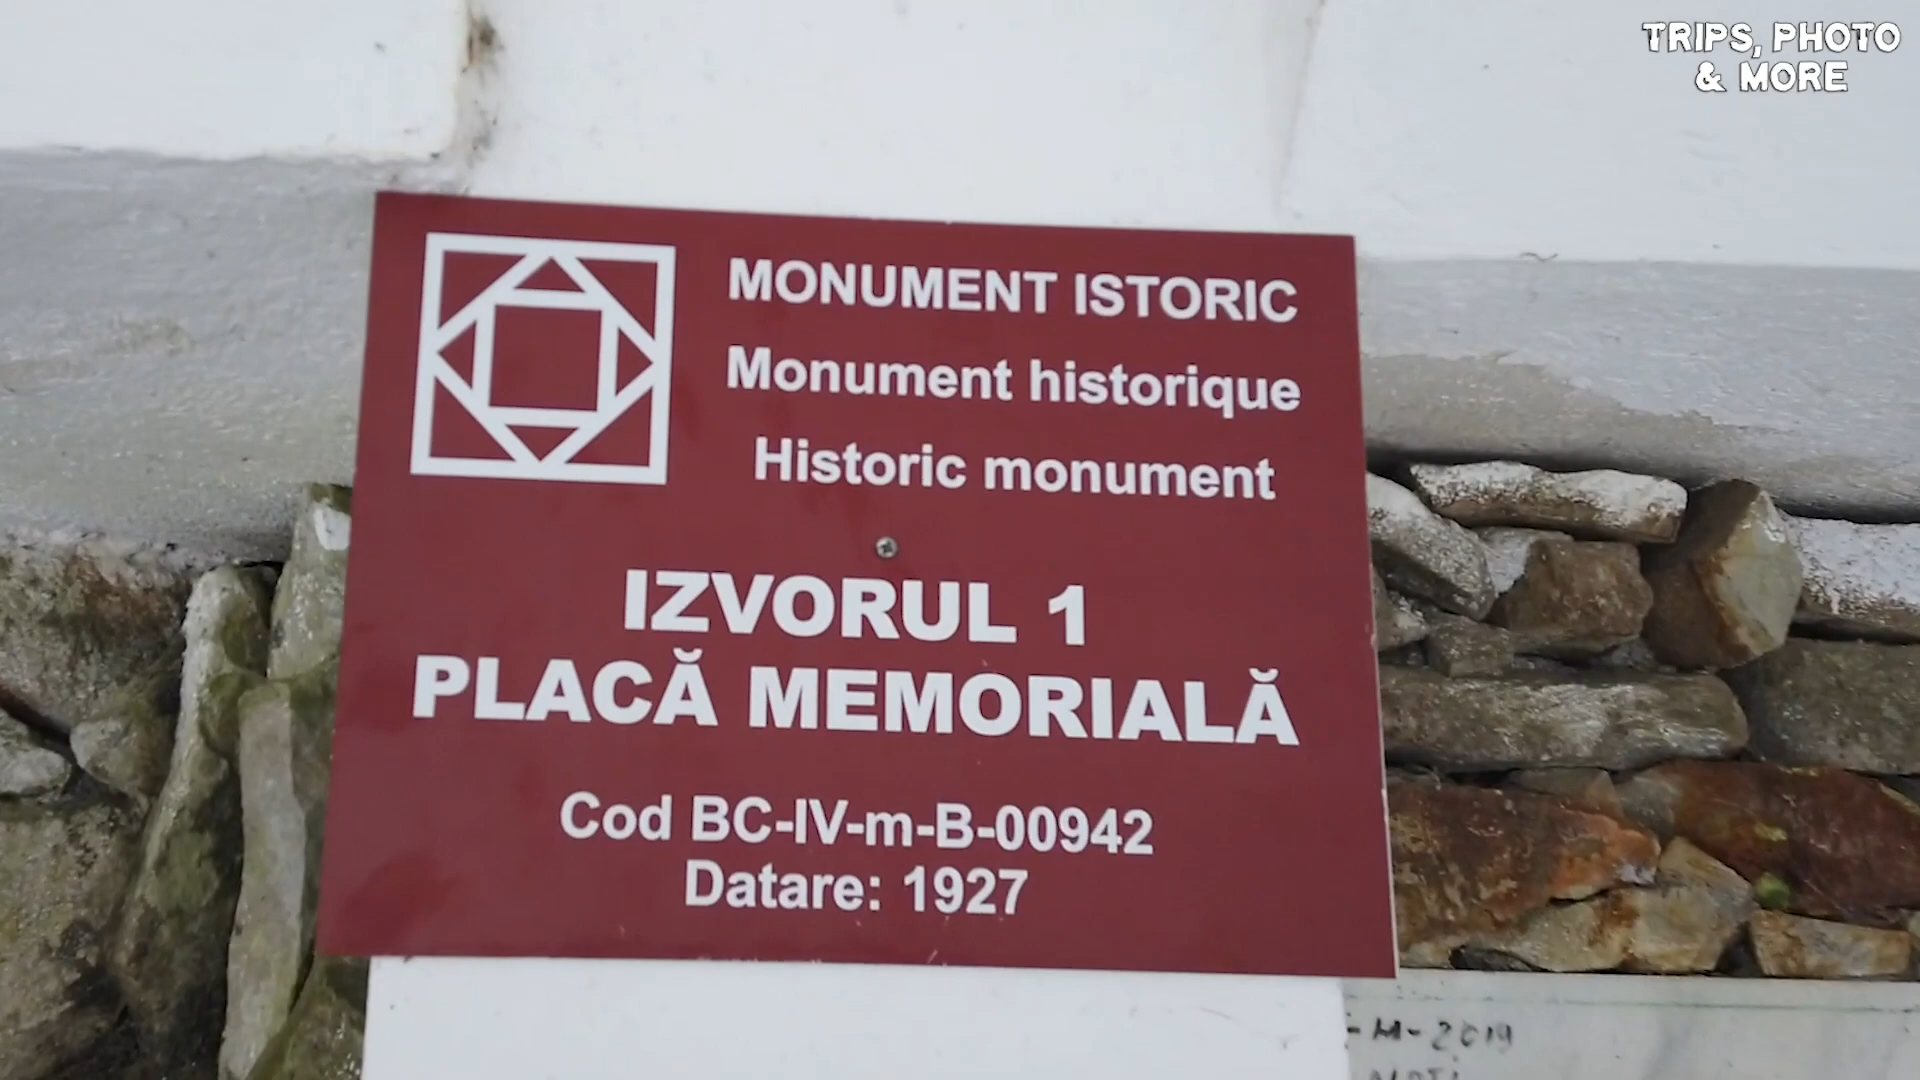 TRIPS, PHOTO
& MORE
MONUMENT ISTORIC
Monument historique
Historic monument
IZVORUL 1
PLACĂ MEMORIALĂ
Cod BC-IV-m-B-00942
Datare: 1927
-M-2019